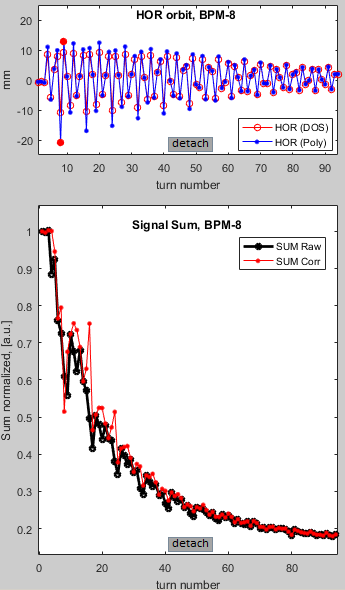 HOR orbit, BPM-8
mm
20
10
0
-10
-20
detach
HOR (DOS)
HOR (Poly)
10 20 30 40 50 60 70 80 90
turn number
Signal Sum, BPM-8
SUM Raw
SUM Corr
Sum normalized, [a.u.]
1
0.9
0.8
0.7
0.6
0.5
0.4
0.3
0.2
detach
0 20 40 60 80
turn number